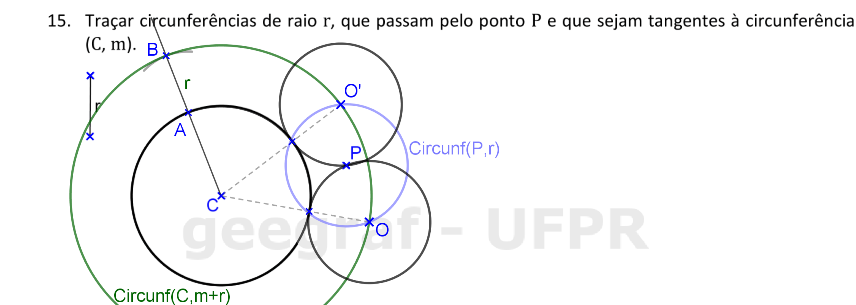 15. Traçar circunferências de raio r, que passam pelo ponto P e que sejam tangentes à circunferência
(C, m).
B
r
r
A
O'
P
Circunf(P,r)
C
O
geegraf - UFPR
Circunf(C,m+r)